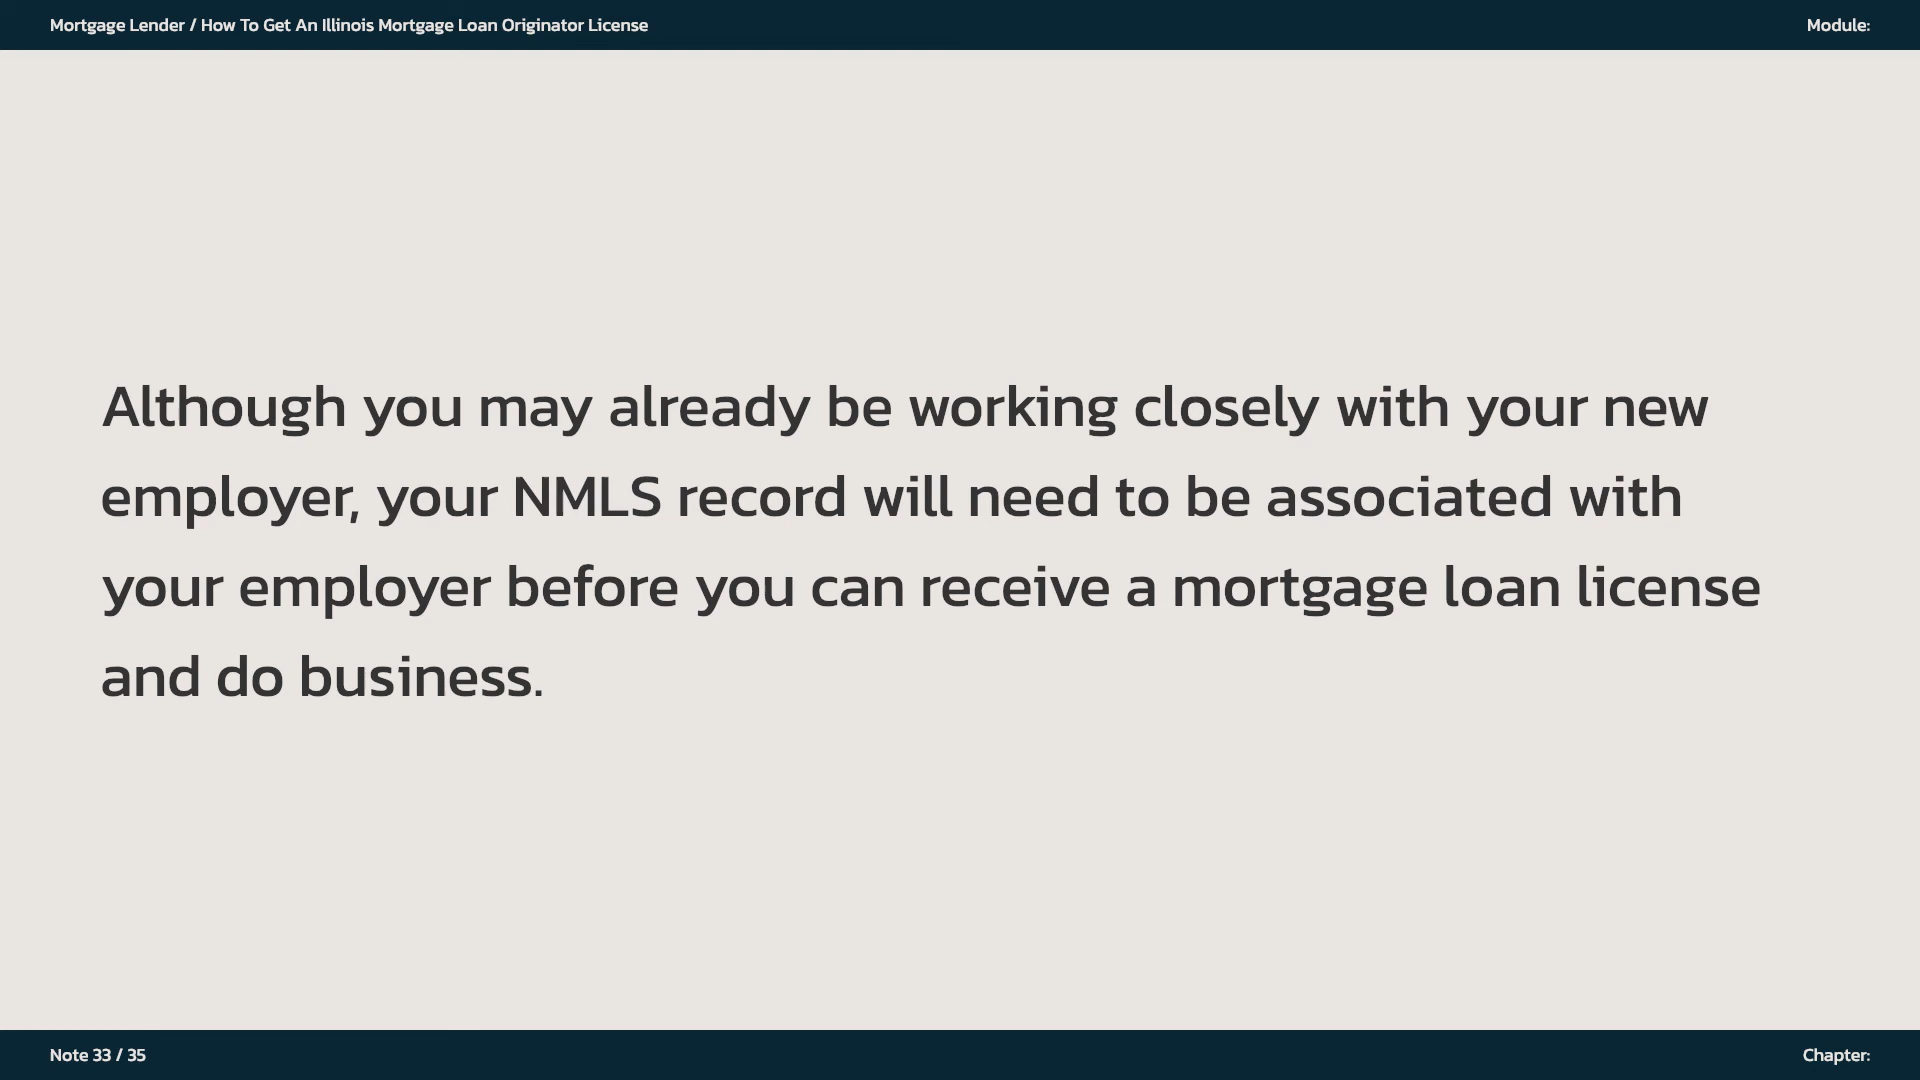 Mortgage Lender / How To Get An Illinois Mortgage Loan Originator License
Module:
Although you may already be working closely with your new
employer, your NMLS record will need to be associated with
your employer before you can receive a mortgage loan license
and do business.
Note 33 / 35
Chapter: